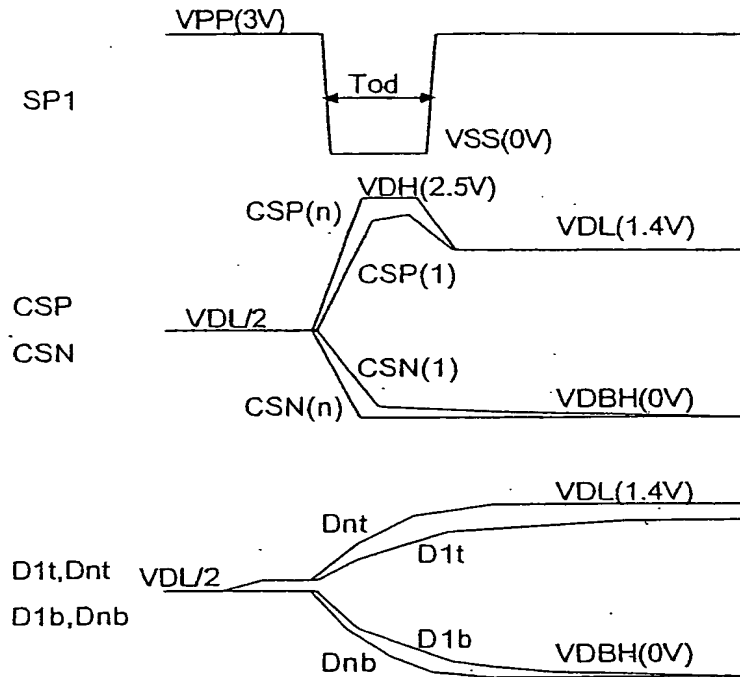 VPP(3V)
SP1
Tod
VSS(0V)
VDH(2.5V)
CSP(n)
VDL(1.4V)
CSP(1)
CSP
VDL/2
CSN
CSN(1)
CSN(n)
VDBH(0V)
VDL(1.4V)
Dnt
D1t
D1t,Dnt
VDL/2
D1b,Dnb
D1b
Dnb
VDBH(0V)